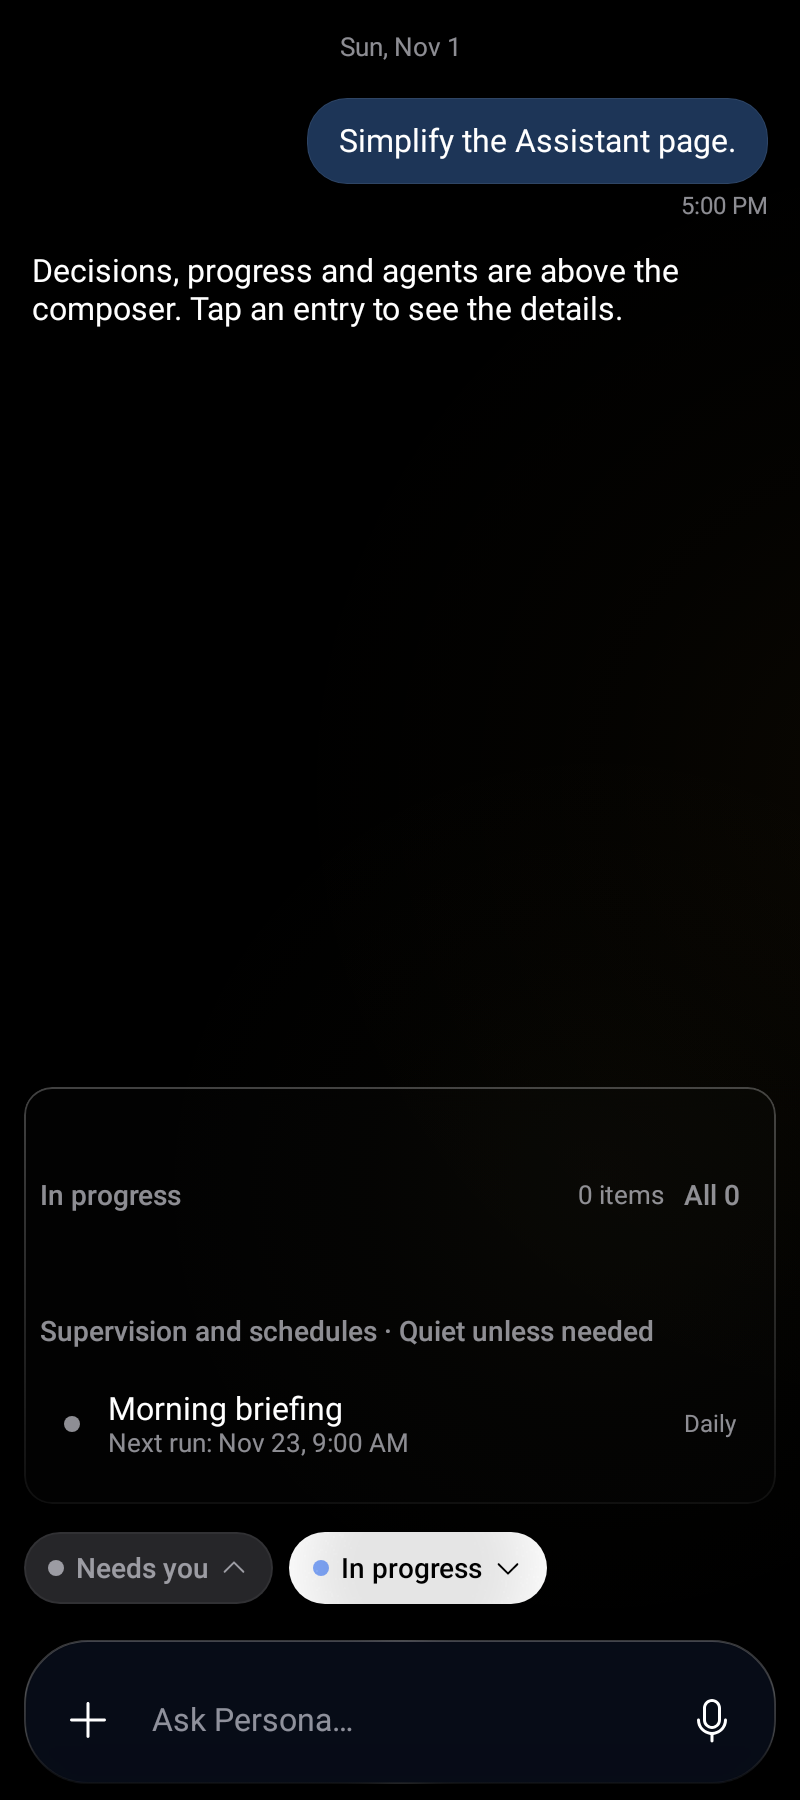 Sun, Nov 1
Simplify the Assistant page.
5:00 PM
Decisions, progress and agents are above the
composer. Tap an entry to see the details.
In progress 0 items All 0
Supervision and schedules · Quiet unless needed
Morning briefing
Next run: Nov 23, 9:00 AM
Daily
Needs you In progress
Ask Persona…